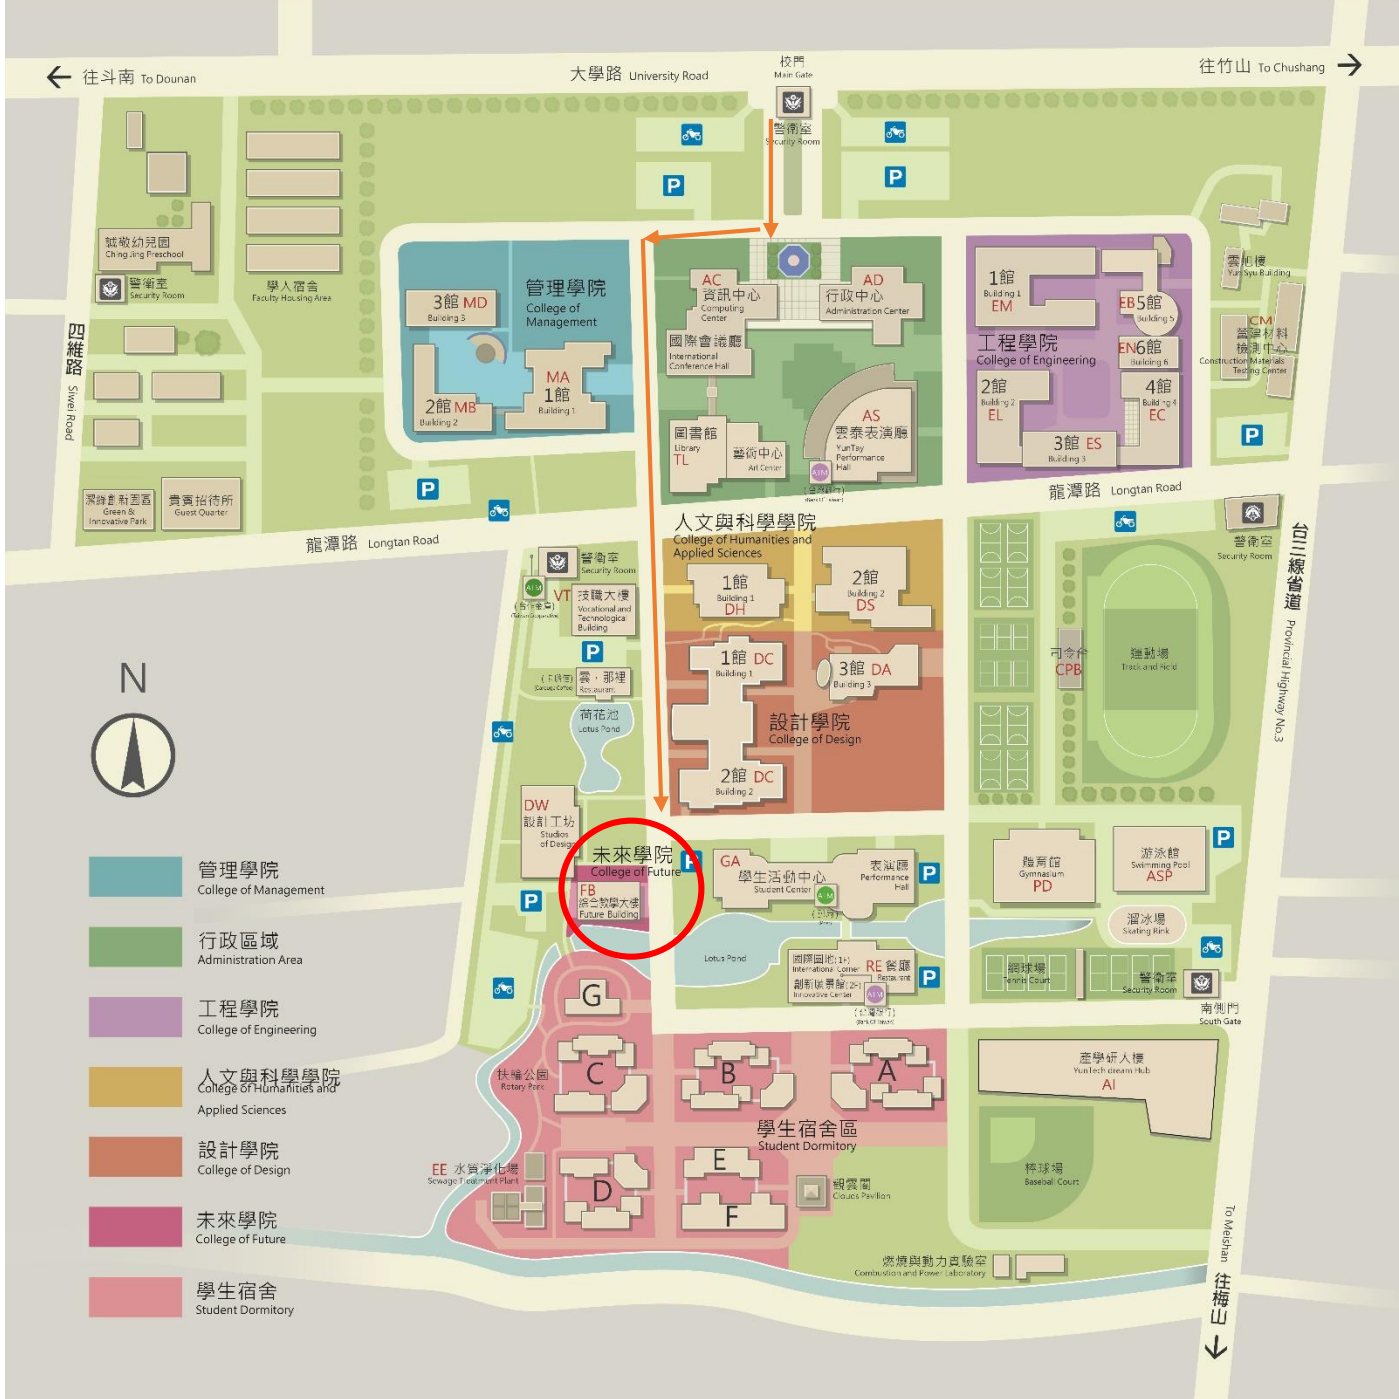 往斗南 To Dounan
大學路 University Road
校門
Main Gate
往竹山 To Chushang
警衛室
Security Room
誠敬幼兒園
Ching Jing Preschool
警衛室
Security Room
學人宿舍
Faculty Housing Area
四維路 Siwei Road
3館 MD
Building 3
管理學院
College of
Management
MA
1館
Building 1
2館 MB
Building 2
AC
資訊中心
Computing
Center
AD
行政中心
Administration Center
國際會議廳
International
Conference Hall
圖書館
Library
TL
藝術中心
Art Center
AS
雲泰表演廳
YunTay
Performance
Hall
ATM
1館
Building 1
EM
EB 5館
Building 5
工程學院
College of Engineering
EN 6館
Building 6
2館
Building 2
EL
4館
Building 4
EC
3館 ES
Building 3
雲旭樓
Yun Syu Building
CM
營建材料
檢測中心
Construction Materials
Testing Center
P
P
P
P
深耕創新園區
Green &
Innovative Park
貴賓招待所
Guest Quarter
龍潭路 Longtan Road
龍潭路 Longtan Road
人文與科學學院
College of Humanities and
Applied Sciences
警衛室
Security Room
ATM
VT 技職大樓
Vocational and
Technological
Building
1館
Building 1
DH
2館
Building 2
DS
警衛室
Security Room
台三線省道 Provincial Highway No.3
P
雲．那裡
Restaurant
荷花池
Lotus Pond
1館 DC
Building 1
3館 DA
Building 3
設計學院
College of Design
2館 DC
Building 2
司令台
CPB
運動場
Track and Field
N
DW
設計工坊
Studios
of Design
未來學院
College of Future
FB
綜合教學大樓
Future Building
P
P
GA
學生活動中心
Student Center
ATM
表演廳
Performance
Hall
P
體育館
Gymnasium
PD
游泳館
Swimming Pool
ASP
P
溜冰場
Skating Rink
Lotus Pond
國際園地(1F)
International Corner
創新願景館(2F)
Innovative Center
RE 餐廳
Restaurant
ATM
(台灣銀行)
(Bank Of Taiwan)
P
網球場
Tennis Court
警衛室
Security Room
南側門
South Gate
G
C
B
A
扶輪公園
Rotary Park
學生宿舍區
Student Dormitory
產學研大樓
YunTech dream Hub
AI
EE 水質淨化場
Sewage Treatment Plant
D
E
F
觀雲閣
Clouds Pavilion
棒球場
Baseball Court
燃燒與動力實驗室
Combustion and Power Laboratory
To Meishan 往梅山
管理學院
College of Management
行政區域
Administration Area
工程學院
College of Engineering
人文與科學學院
College of Humanities and
Applied Sciences
設計學院
College of Design
未來學院
College of Future
學生宿舍
Student Dormitory